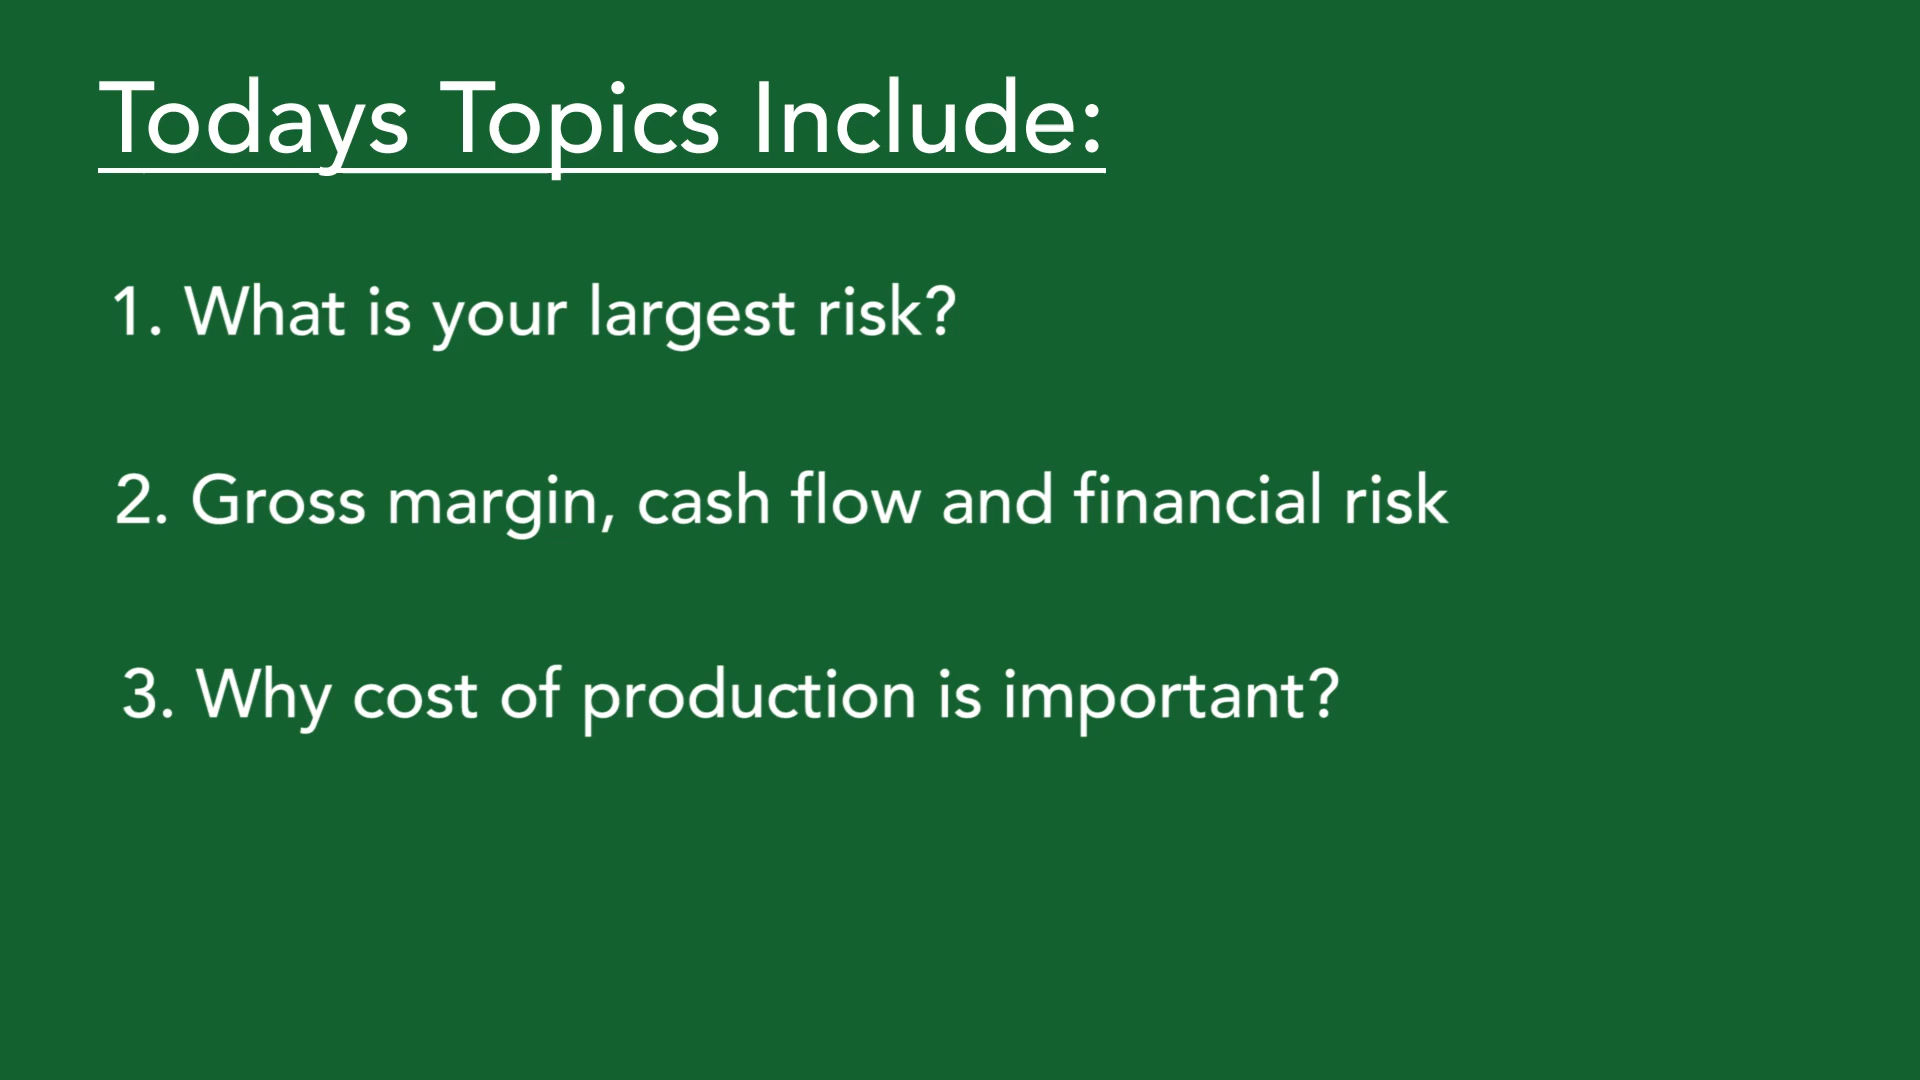 Todays Topics Include:
1. What is your largest risk?
2. Gross margin, cash flow and financial risk
3. Why cost of production is important?